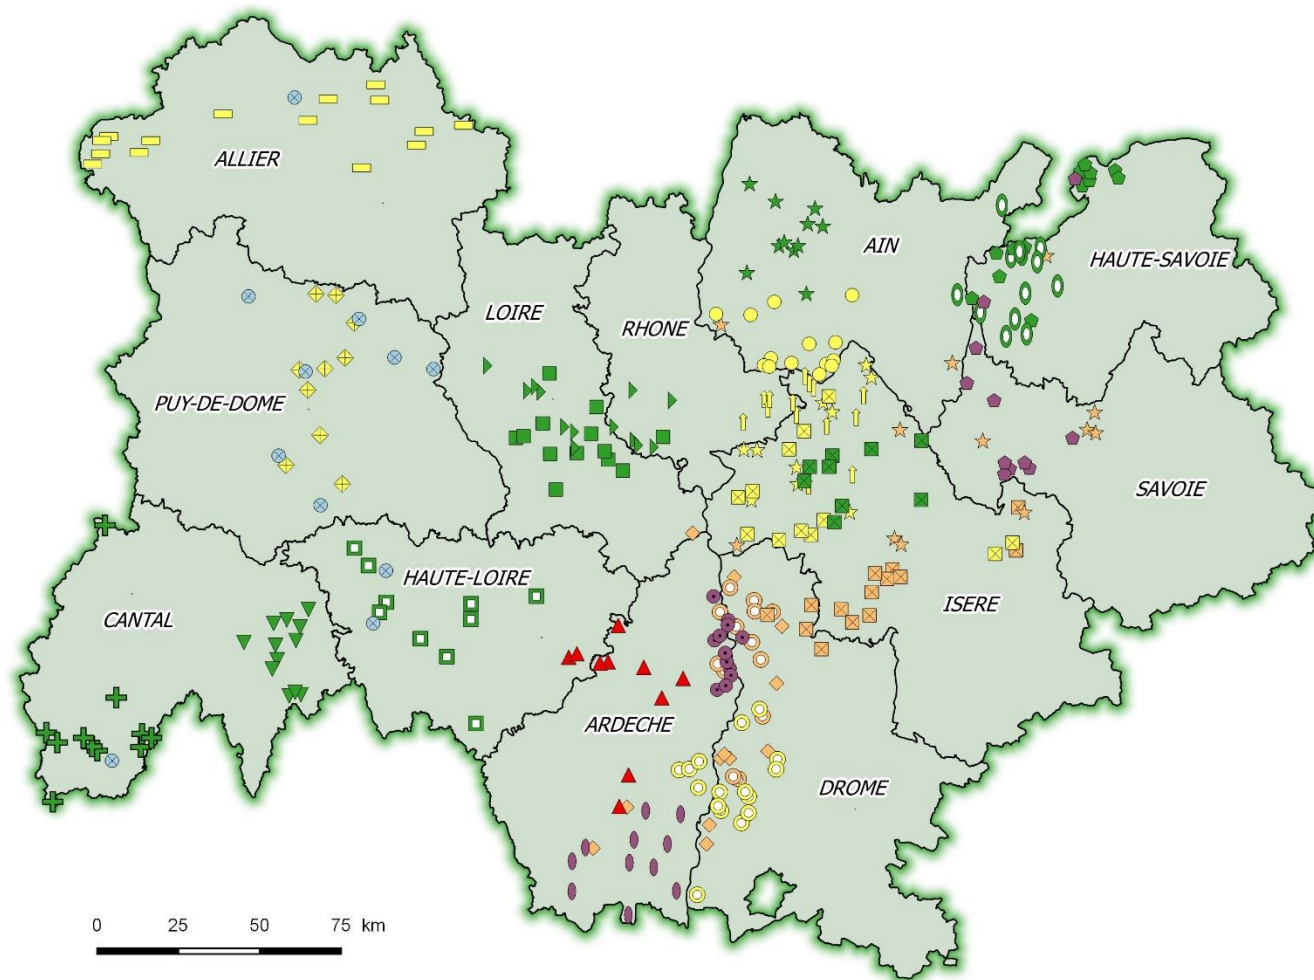 ALLIER
AIN
HAUTE-SAVOIE
LOIRE
RHONE
PUY-DE-DOME
SAVOIE
HAUTE-LOIRE
ISERE
CANTAL
ARDECHE
DROME
0 25 50 75 km